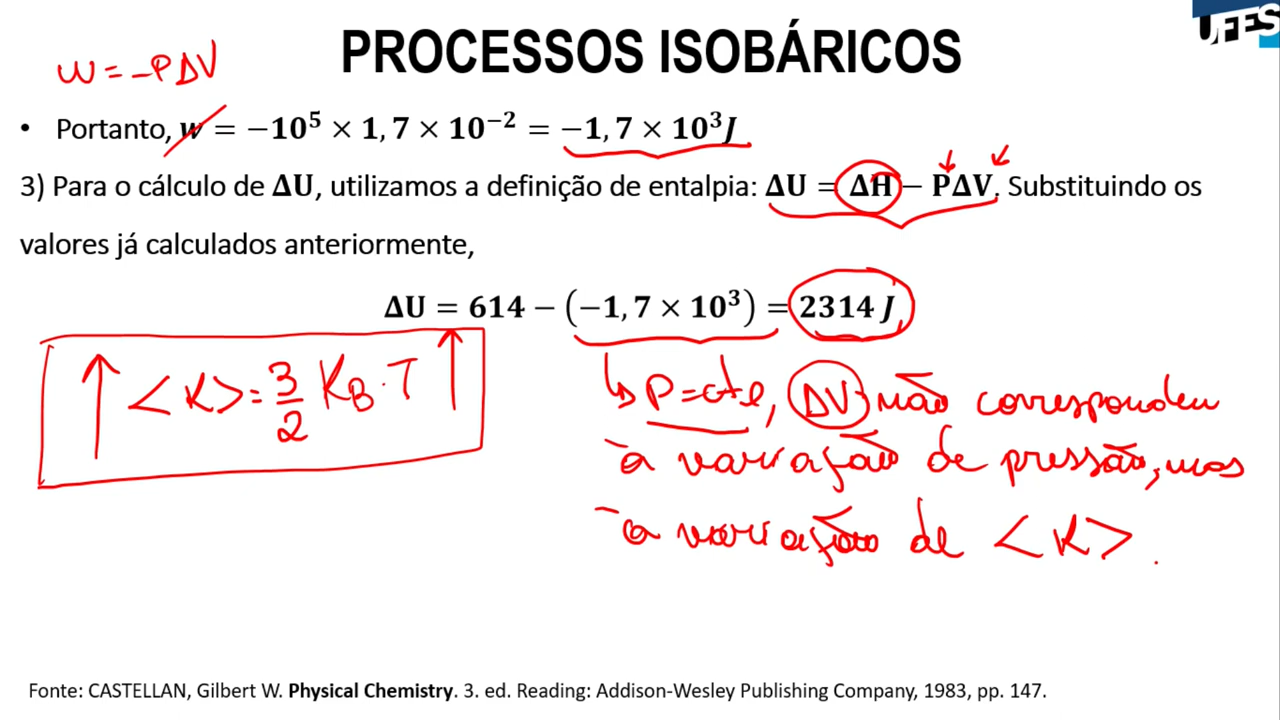 UFES
PROCESSOS ISOBÁRICOS
w = -PΔV
• Portanto, w = −10⁵ × 1, 7 × 10⁻² = −1, 7 × 10³J
3) Para o cálculo de ΔU, utilizamos a definição de entalpia: ΔU = ΔH − PΔV. Substituindo os
valores já calculados anteriormente,
ΔU = 614 − (−1, 7 × 10³) = 2314 J
↑ <K> = 3/2 K_B · T ↑
↳ P=cte, ΔV não corresponden
à variação de pressão, mas
à variação de <K>.
Fonte: CASTELLAN, Gilbert W. Physical Chemistry. 3. ed. Reading: Addison-Wesley Publishing Company, 1983, pp. 147.